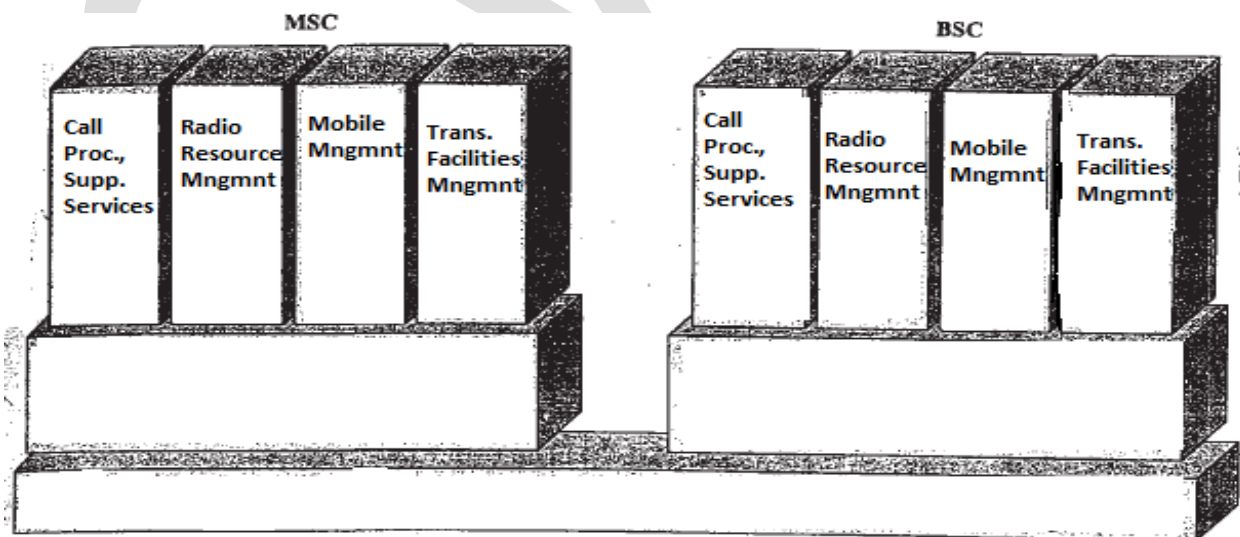 MSC
BSC
Call
Proc.,
Supp.
Services
Radio
Resource
Mngmnt
Mobile
Mngmnt
Trans.
Facilities
Mngmnt
Call
Proc.,
Supp.
Services
Radio
Resource
Mngmnt
Mobile
Mngmnt
Trans.
Facilities
Mngmnt